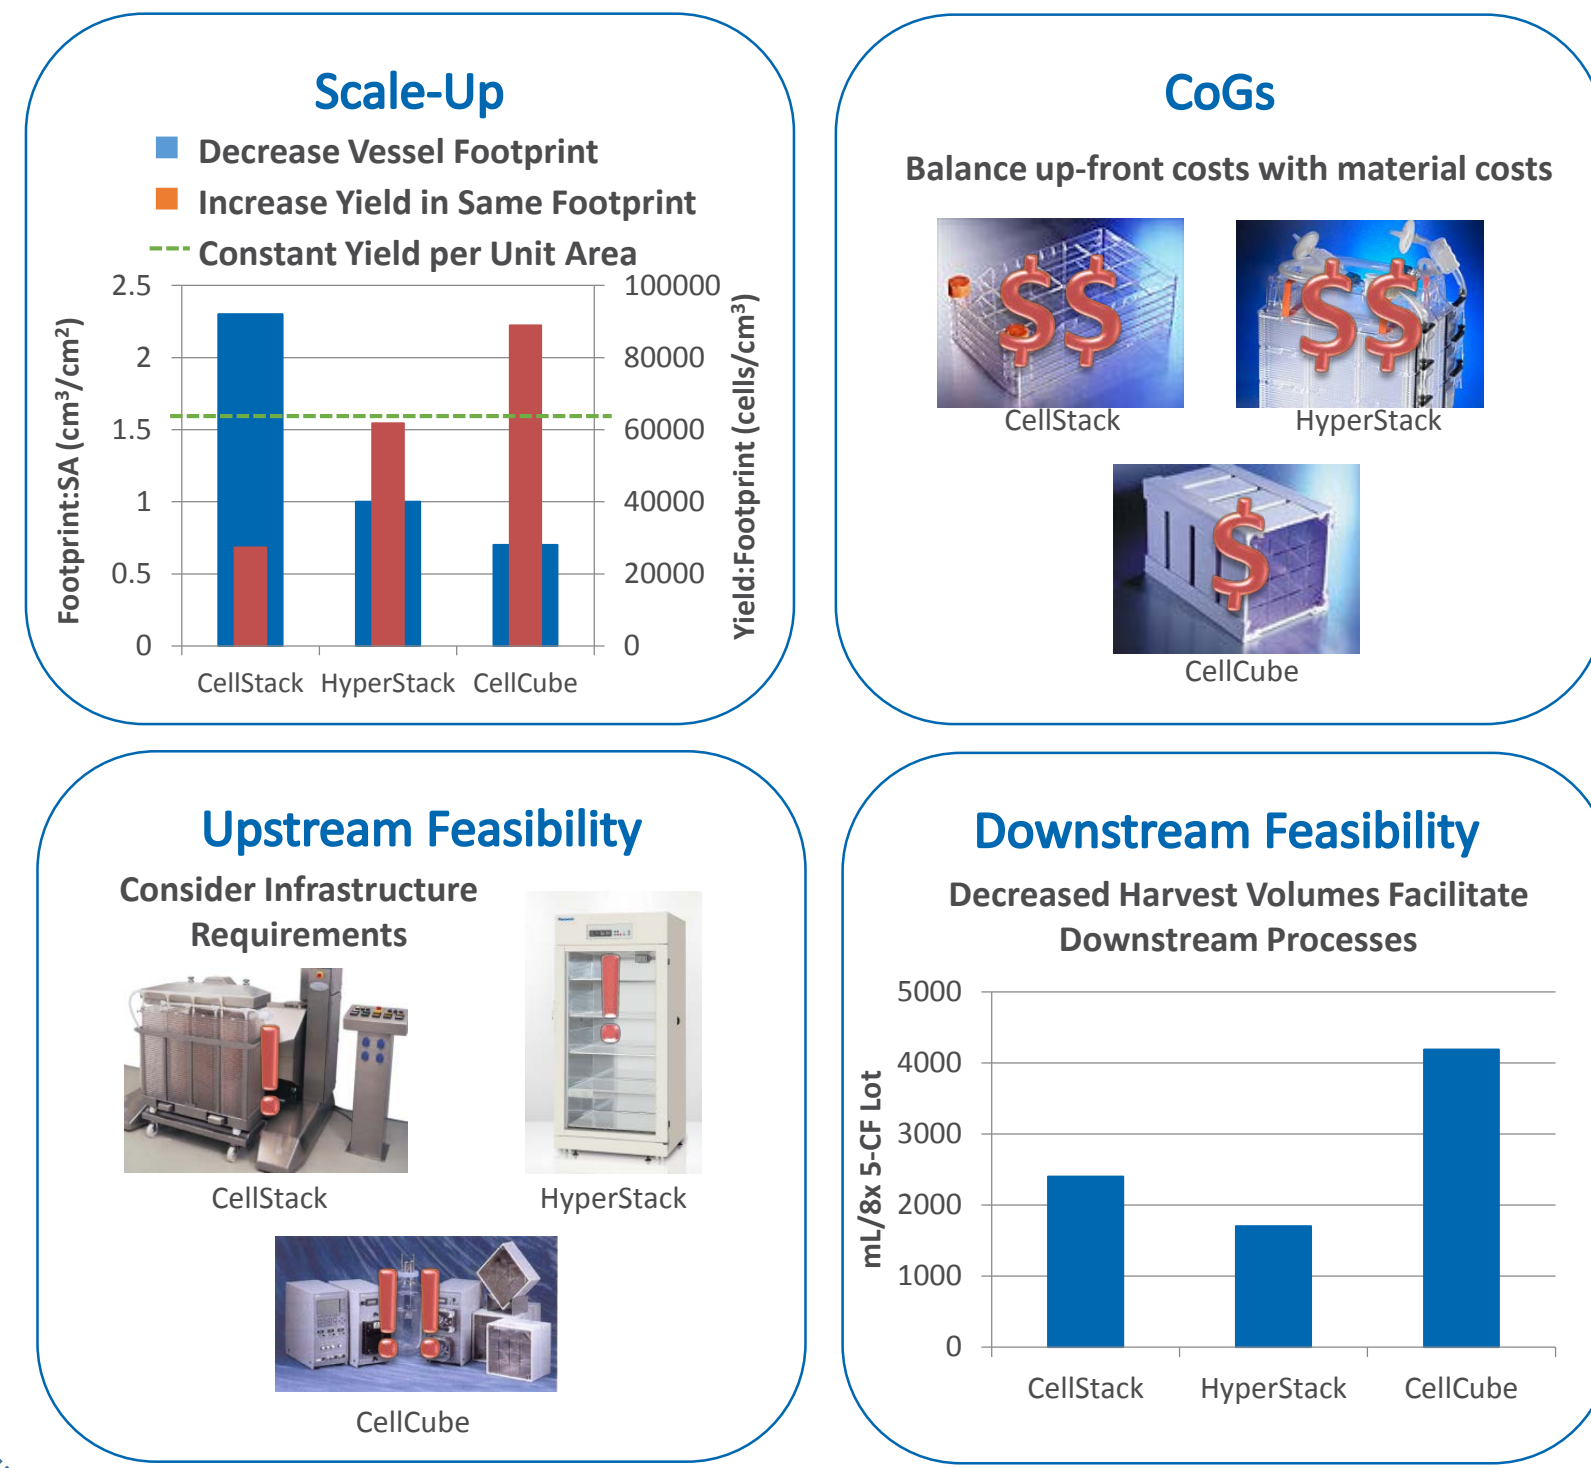 Scale-Up
Decrease Vessel Footprint
Increase Yield in Same Footprint
Constant Yield per Unit Area
2.5
2
1.5
1
0.5
0
Footprint:SA (cm³/cm²)
100000
80000
60000
40000
20000
0
Yield:Footprint (cells/cm³)
CellStack HyperStack CellCube
CoGs
Balance up-front costs with material costs
$$
$$
CellStack
HyperStack
$
CellCube
Upstream Feasibility
Consider Infrastructure
Requirements
!
!
CellStack
HyperStack
!!
CellCube
Downstream Feasibility
Decreased Harvest Volumes Facilitate
Downstream Processes
5000
4000
3000
2000
1000
0
mL/8x 5-CF Lot
CellStack HyperStack CellCube